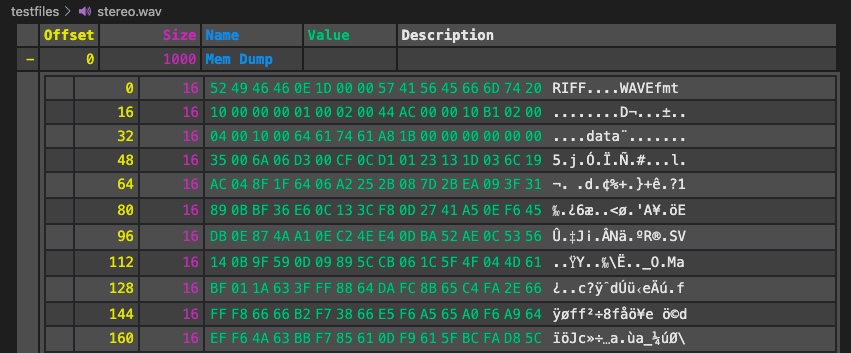 testfiles > stereo.wav
Offset Size Name Value Description
− 0 1000 Mem Dump
0 16 52 49 46 46 0E 1D 00 00 57 41 56 45 66 6D 74 20 RIFF....WAVEfmt
16 16 10 00 00 00 01 00 02 00 44 AC 00 00 10 B1 02 00 ........D¬...±..
32 16 04 00 10 00 64 61 74 61 A8 1B 00 00 00 00 00 00 ....data¨.......
48 16 35 00 6A 06 D3 00 CF 0C D1 01 23 13 1D 03 6C 19 5.j.Ó.Ï.Ñ.#...l.
64 16 AC 04 8F 1F 64 06 A2 25 2B 08 7D 2B EA 09 3F 31 ¬. .d.¢%+.}+ê.?1
80 16 89 0B BF 36 E6 0C 13 3C F8 0D 27 41 A5 0E F6 45 ‰.¿6æ..<ø.'A¥.öE
96 16 DB 0E 87 4A A1 0E C2 4E E4 0D BA 52 AE 0C 53 56 Û.‡J¡.ÂNä.ºR®.SV
112 16 14 0B 9F 59 0D 09 89 5C CB 06 1C 5F 4F 04 4D 61 ..ŸY..‰\Ë.._O.Ma
128 16 BF 01 1A 63 3F FF 88 64 DA FC 8B 65 C4 FA 2E 66 ¿..c?ÿˆdÚü‹eÄú.f
144 16 FF F8 66 66 B2 F7 38 66 E5 F6 A5 65 A0 F6 A9 64 ÿøff²÷8fåö¥e ö©d
160 16 EF F6 4A 63 BB F7 85 61 0D F9 61 5F BC FA D8 5C ïöJc»÷…a.ùa_¼úØ\